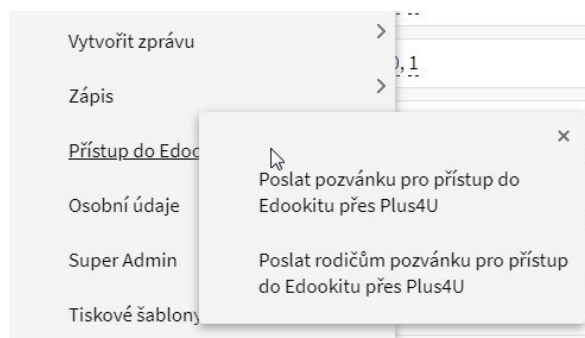 Vytvořit zprávu
, 1
Zápis
Přístup do Edoo
Poslat pozvánku pro přístup do
Edookitu přes Plus4U
Osobní údaje
Super Admin
Poslat rodičům pozvánku pro přístup
do Edookitu přes Plus4U
Tiskové šablony